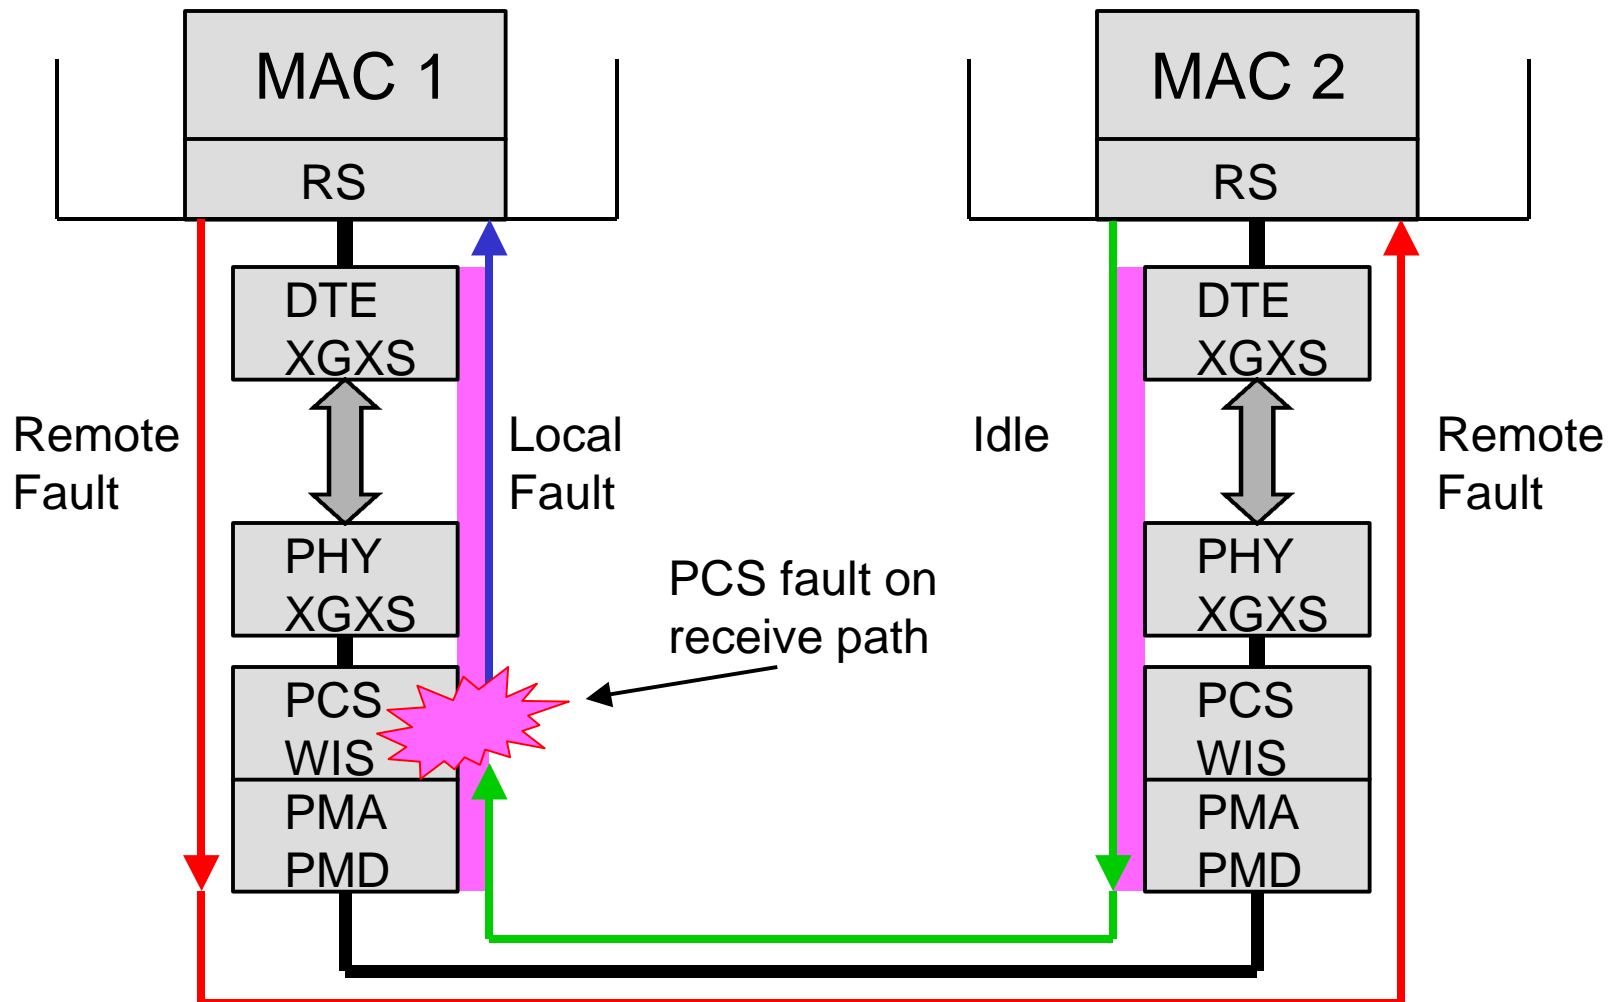 MAC 1
RS
DTE
XGXS
Remote
Fault
Local
Fault
PHY
XGXS
PCS fault on
receive path
PCS
WIS
PMA
PMD
MAC 2
RS
DTE
XGXS
Idle
Remote
Fault
PHY
XGXS
PCS
WIS
PMA
PMD